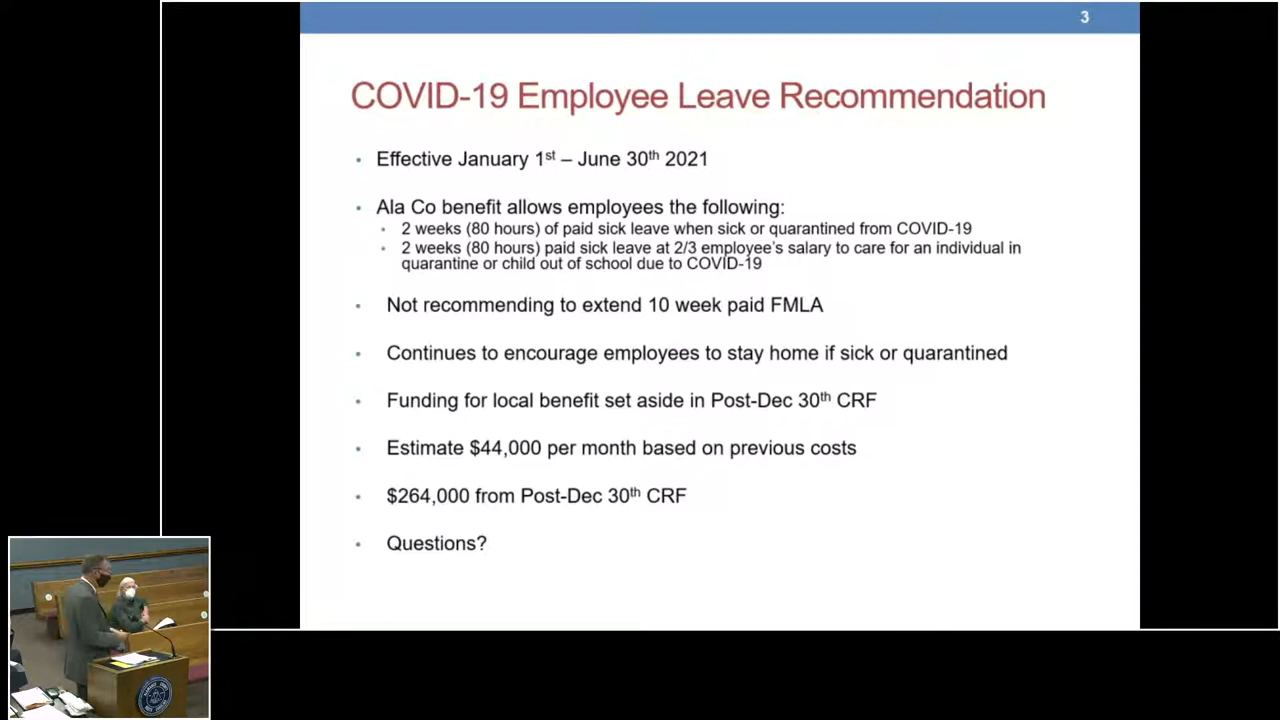 3
COVID-19 Employee Leave Recommendation
• Effective January 1st – June 30th 2021
• Ala Co benefit allows employees the following:
• 2 weeks (80 hours) of paid sick leave when sick or quarantined from COVID-19
• 2 weeks (80 hours) paid sick leave at 2/3 employee's salary to care for an individual in
quarantine or child out of school due to COVID-19
• Not recommending to extend 10 week paid FMLA
• Continues to encourage employees to stay home if sick or quarantined
• Funding for local benefit set aside in Post-Dec 30th CRF
• Estimate $44,000 per month based on previous costs
• $264,000 from Post-Dec 30th CRF
• Questions?